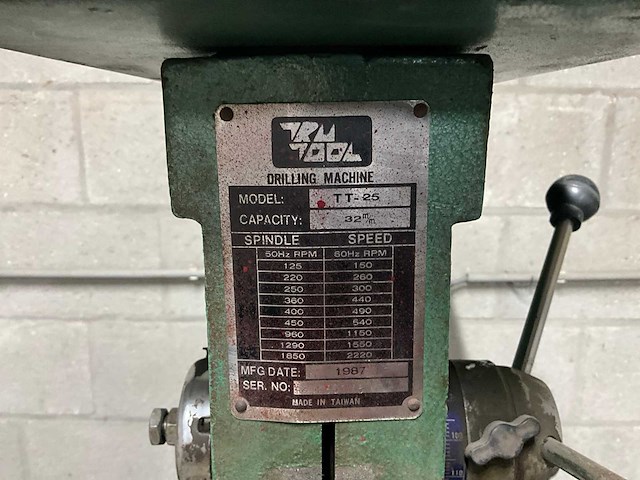 TRU
TOOL
DRILLING MACHINE
MODEL: TT-25
CAPACITY: 32 m/m
SPINDLE SPEED
50Hz RPM 60Hz RPM
125 150
220 260
250 300
360 440
400 490
450 540
960 1150
1290 1550
1850 2220
MFG DATE: 1987
SER. NO:
MADE IN TAIWAN